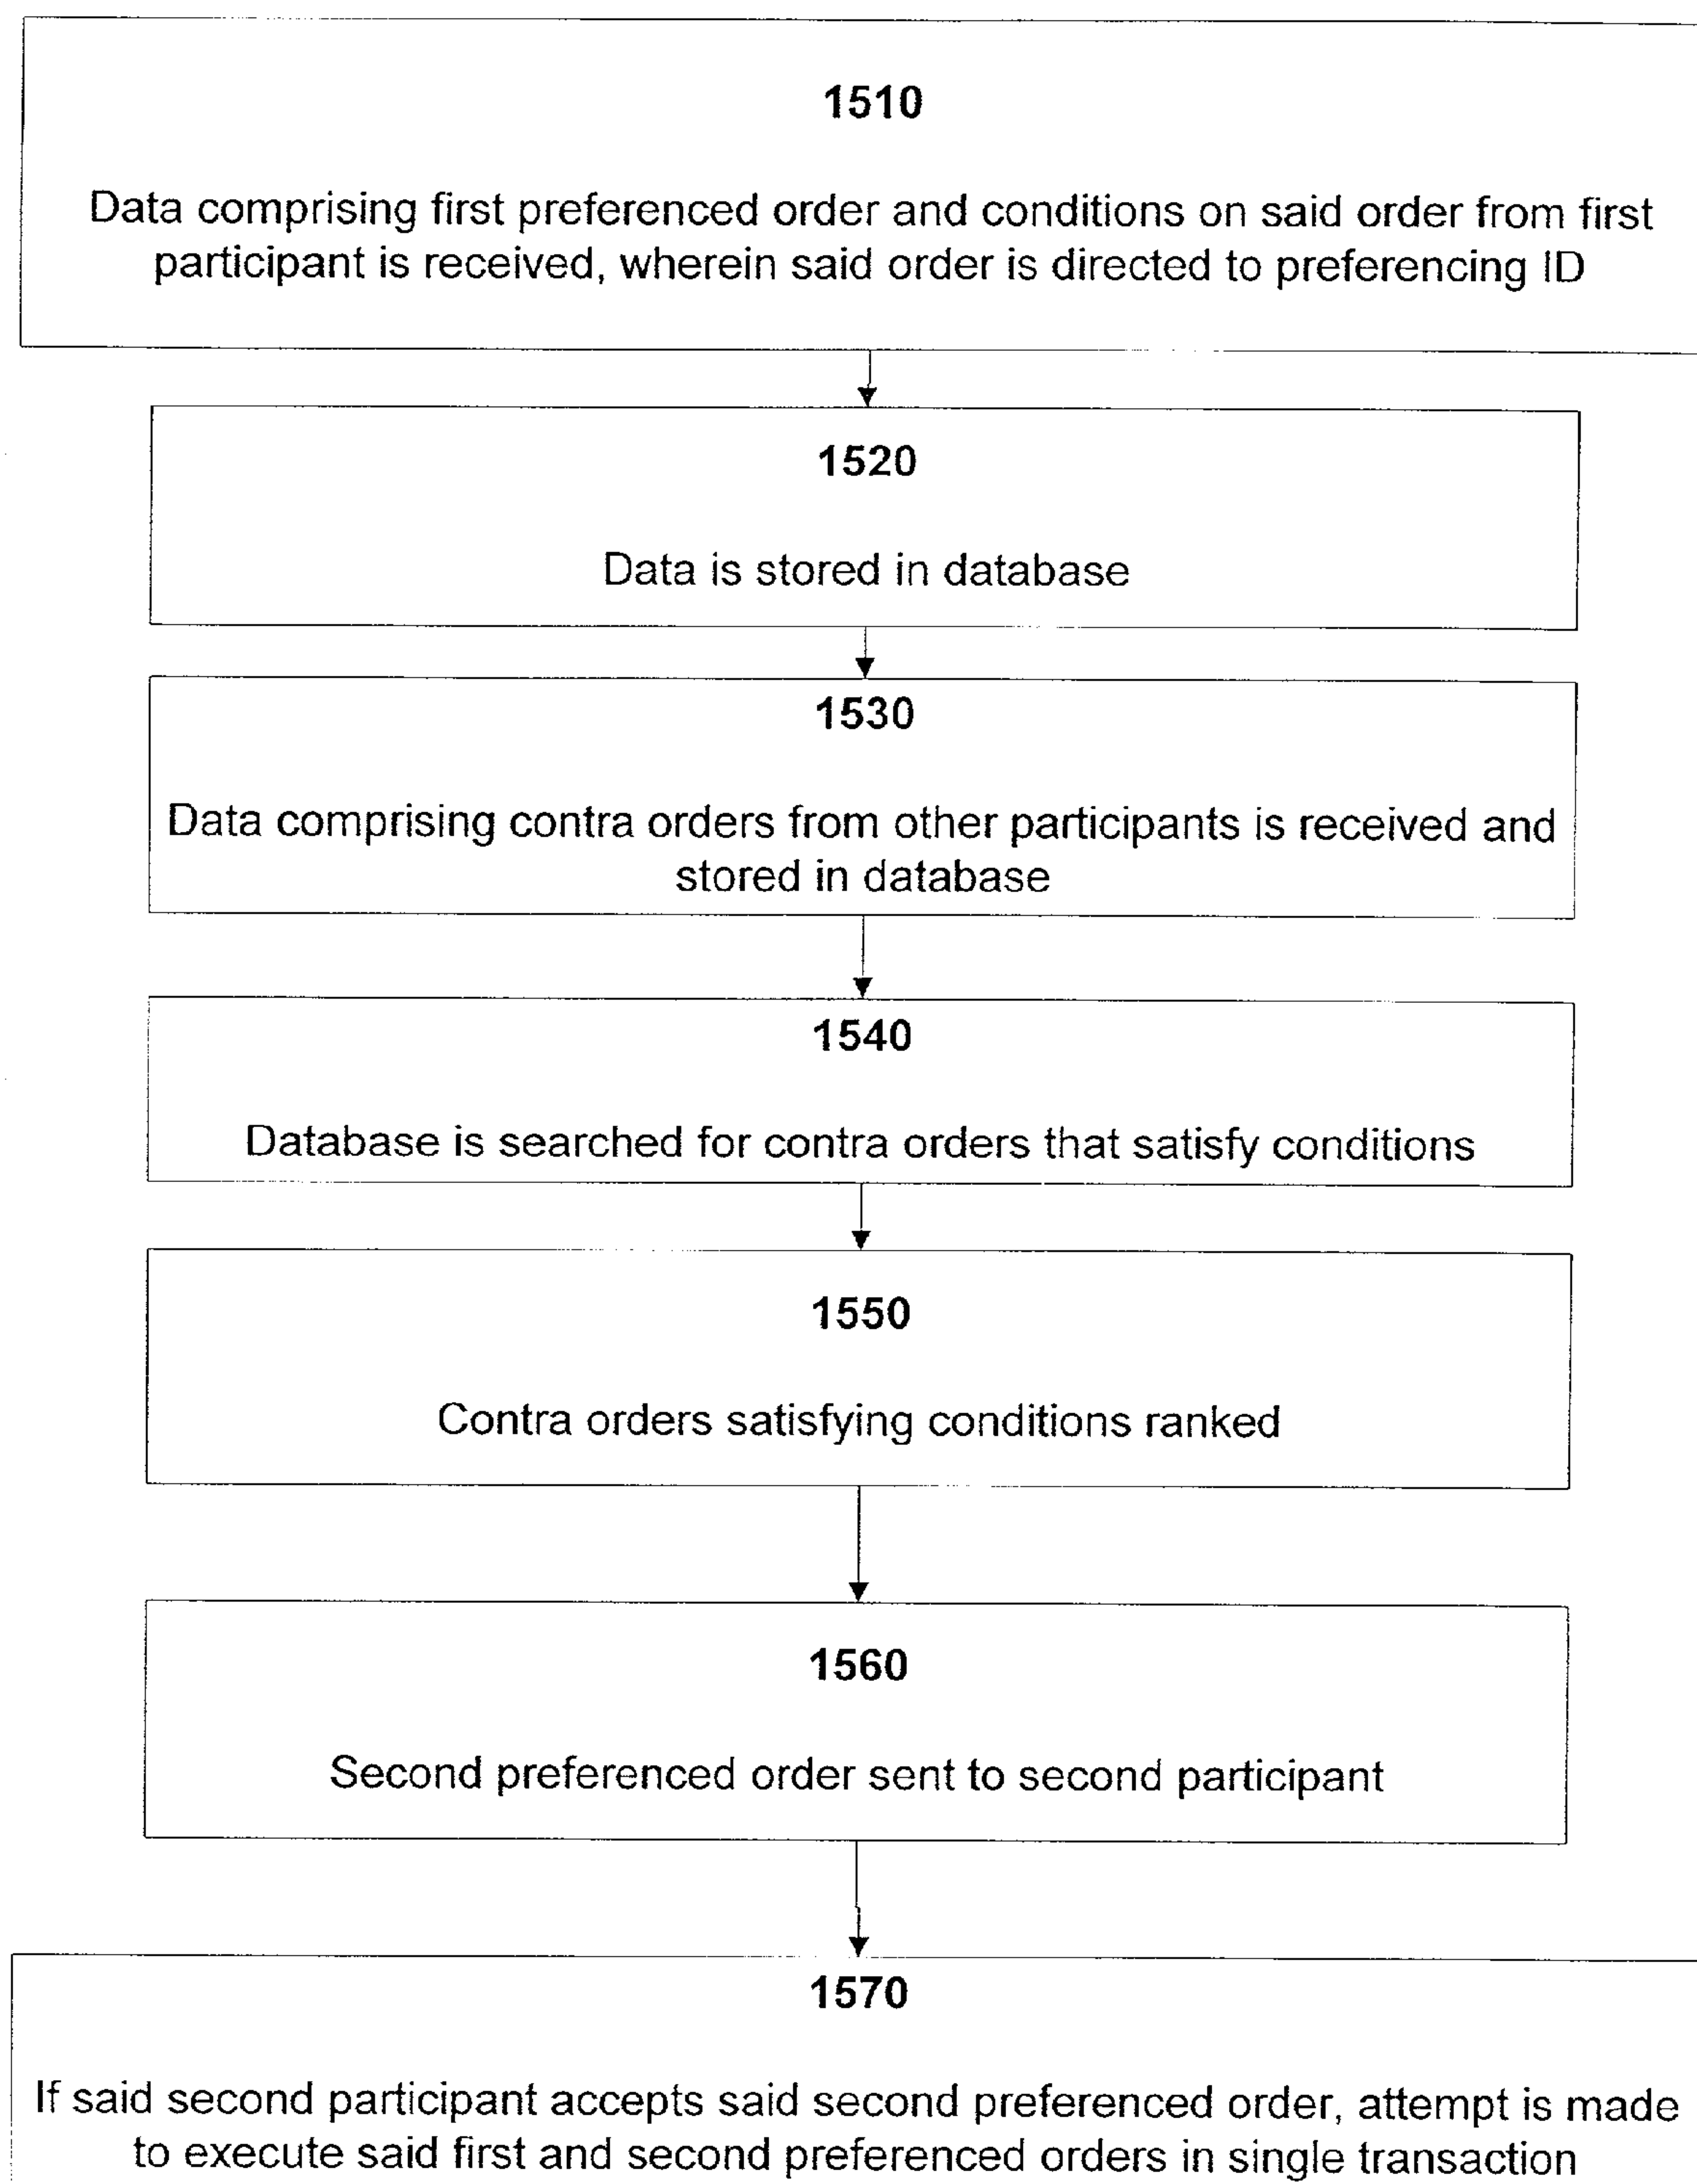 1510
Data comprising first preferenced order and conditions on said order from first
participant is received, wherein said order is directed to preferencing ID
1520
Data is stored in database
1530
Data comprising contra orders from other participants is received and
stored in database
1540
Database is searched for contra orders that satisfy conditions
1550
Contra orders satisfying conditions ranked
1560
Second preferenced order sent to second participant
1570
If said second participant accepts said second preferenced order, attempt is made
to execute said first and second preferenced orders in single transaction